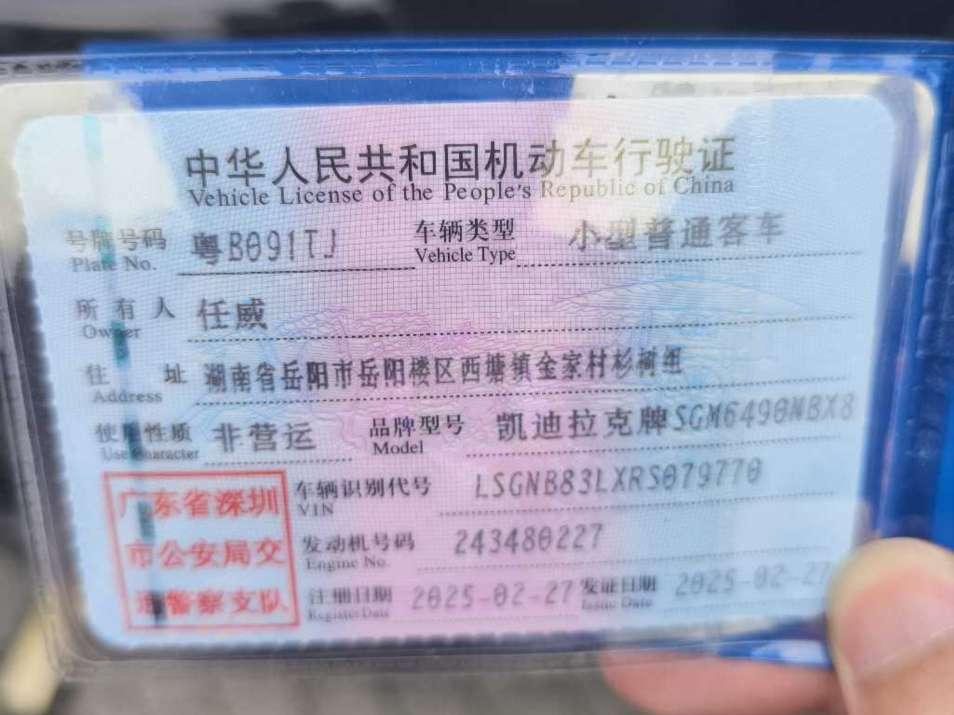 中华人民共和国机动车行驶证
Vehicle License of the People's Republic of China
号牌号码 粤B091TJ 车辆类型 小型普通客车
Plate No. Vehicle Type
所有人 任威
Owner
住址 湖南省岳阳市岳阳楼区西塘镇金家村杉树组
Address
使用性质 非营运 品牌型号 凯迪拉克牌SGM6490NBX8
Use Character Model
广东省深圳 车辆识别代号 LSGNB83LXRS079770
VIN
市公安局交 发动机号码 243480227
Engine No.
通警察支队 注册日期 2025-02-27 发证日期 2025-02-27
Register Date Issue Date